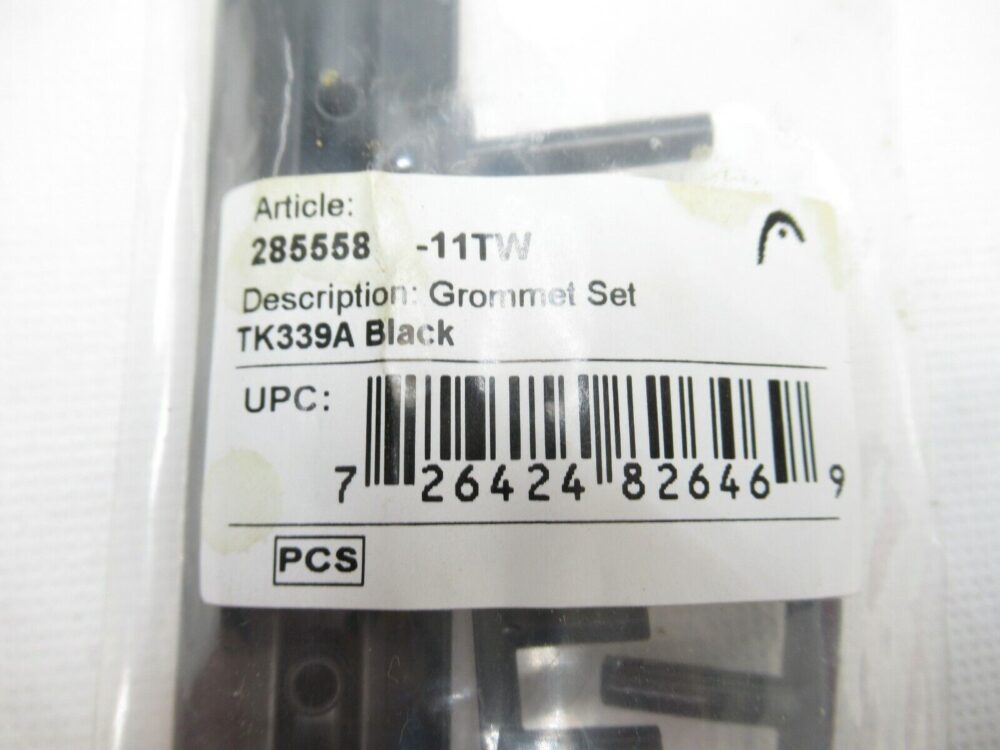 Article:
285558 -11TW
Description: Grommet Set
TK339A Black
UPC:
7 26424 82646 9
PCS